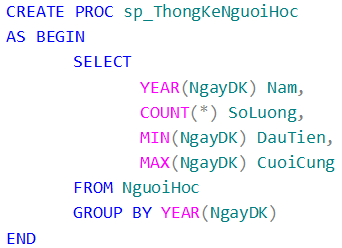 CREATE PROC sp_ThongKeNguoiHoc
AS BEGIN
SELECT
YEAR(NgayDK) Nam,
COUNT(*) SoLuong,
MIN(NgayDK) DauTien,
MAX(NgayDK) CuoiCung
FROM NguoiHoc
GROUP BY YEAR(NgayDK)
END